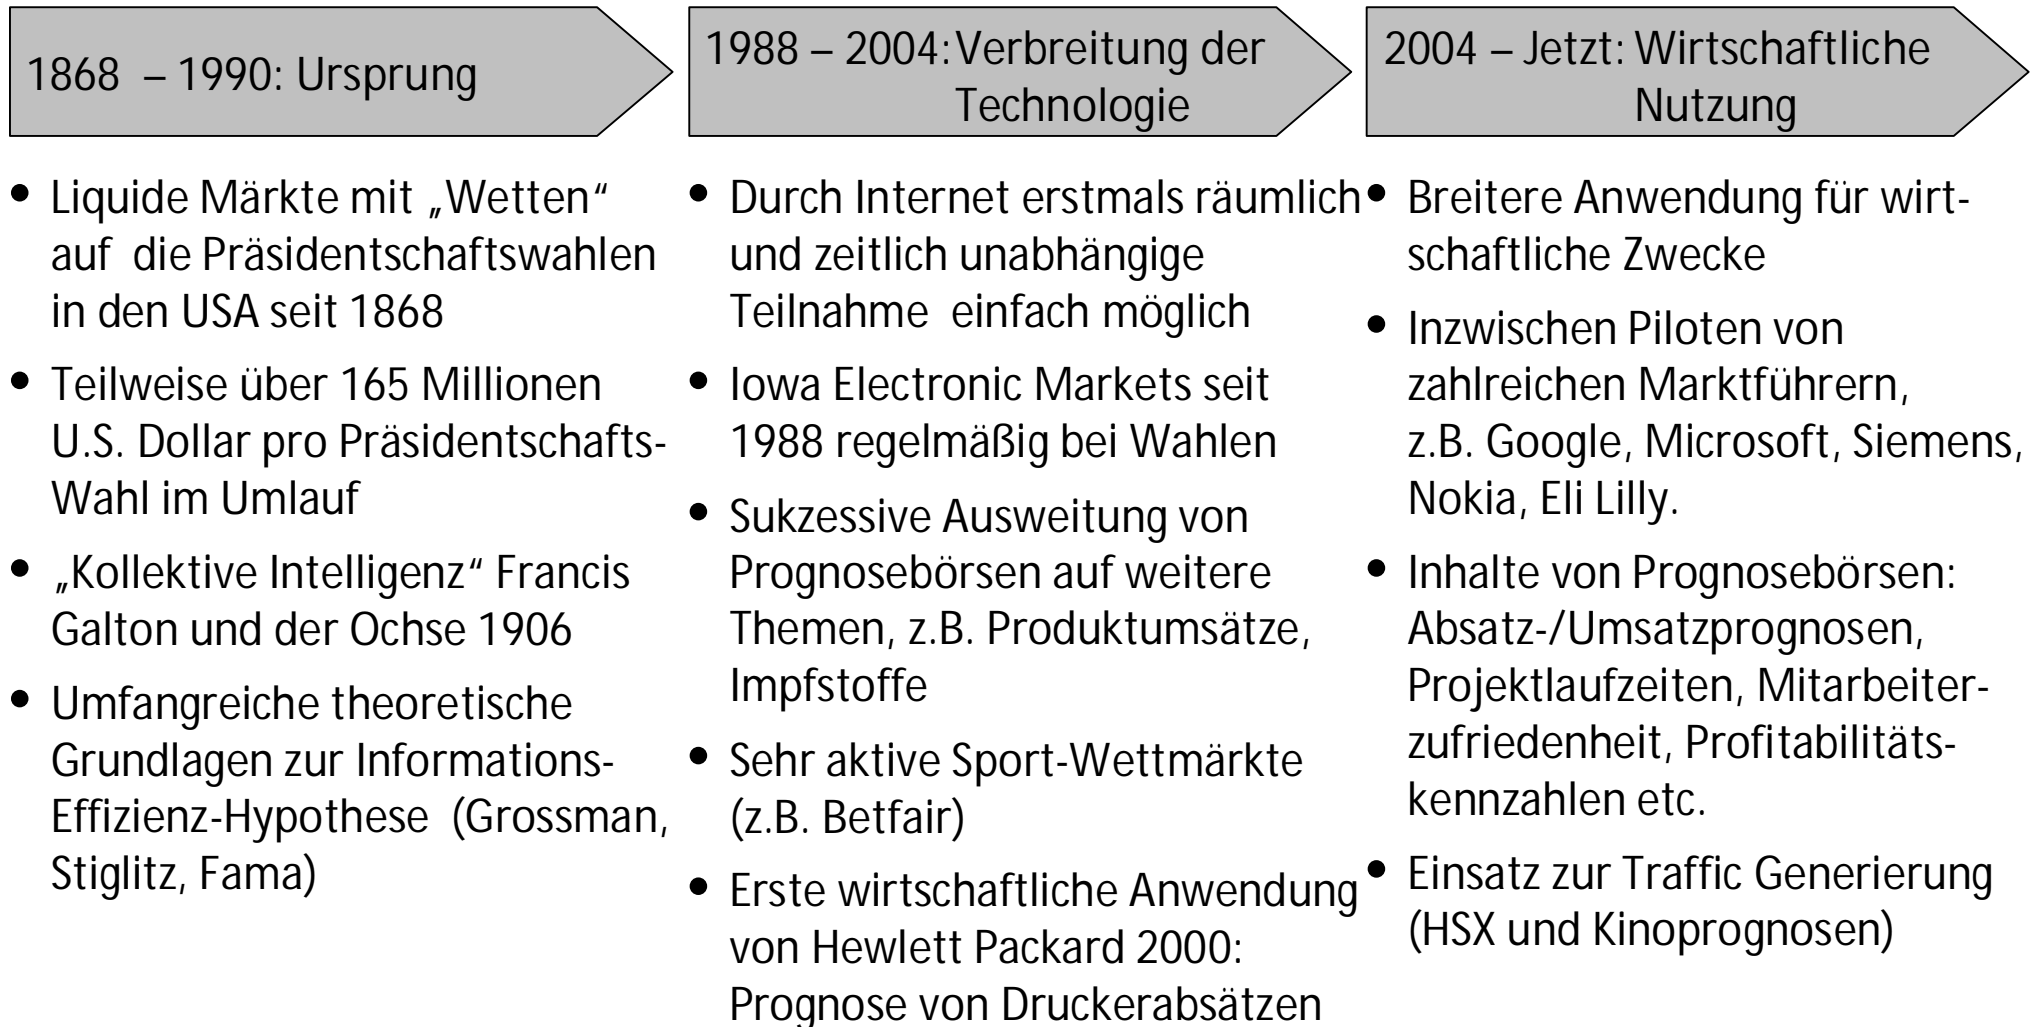 1868 – 1990: Ursprung
Liquide Märkte mit „Wetten“
auf die Präsidentschaftswahlen
in den USA seit 1868
Teilweise über 165 Millionen
U.S. Dollar pro Präsidentschafts-
Wahl im Umlauf
„Kollektive Intelligenz“ Francis
Galton und der Ochse 1906
Umfangreiche theoretische
Grundlagen zur Informations-
Effizienz-Hypothese (Grossman,
Stiglitz, Fama)
1988 – 2004: Verbreitung der
Technologie
Durch Internet erstmals räumlich
und zeitlich unabhängige
Teilnahme einfach möglich
Iowa Electronic Markets seit
1988 regelmäßig bei Wahlen
Sukzessive Ausweitung von
Prognosebörsen auf weitere
Themen, z.B. Produktumsätze,
Impfstoffe
Sehr aktive Sport-Wettmärkte
(z.B. Betfair)
Erste wirtschaftliche Anwendung
von Hewlett Packard 2000:
Prognose von Druckerabsätzen
2004 – Jetzt: Wirtschaftliche
Nutzung
Breitere Anwendung für wirt-
schaftliche Zwecke
Inzwischen Piloten von
zahlreichen Marktführern,
z.B. Google, Microsoft, Siemens,
Nokia, Eli Lilly.
Inhalte von Prognosebörsen:
Absatz-/Umsatzprognosen,
Projektlaufzeiten, Mitarbeiter-
zufriedenheit, Profitabilitäts-
kennzahlen etc.
Einsatz zur Traffic Generierung
(HSX und Kinoprognosen)